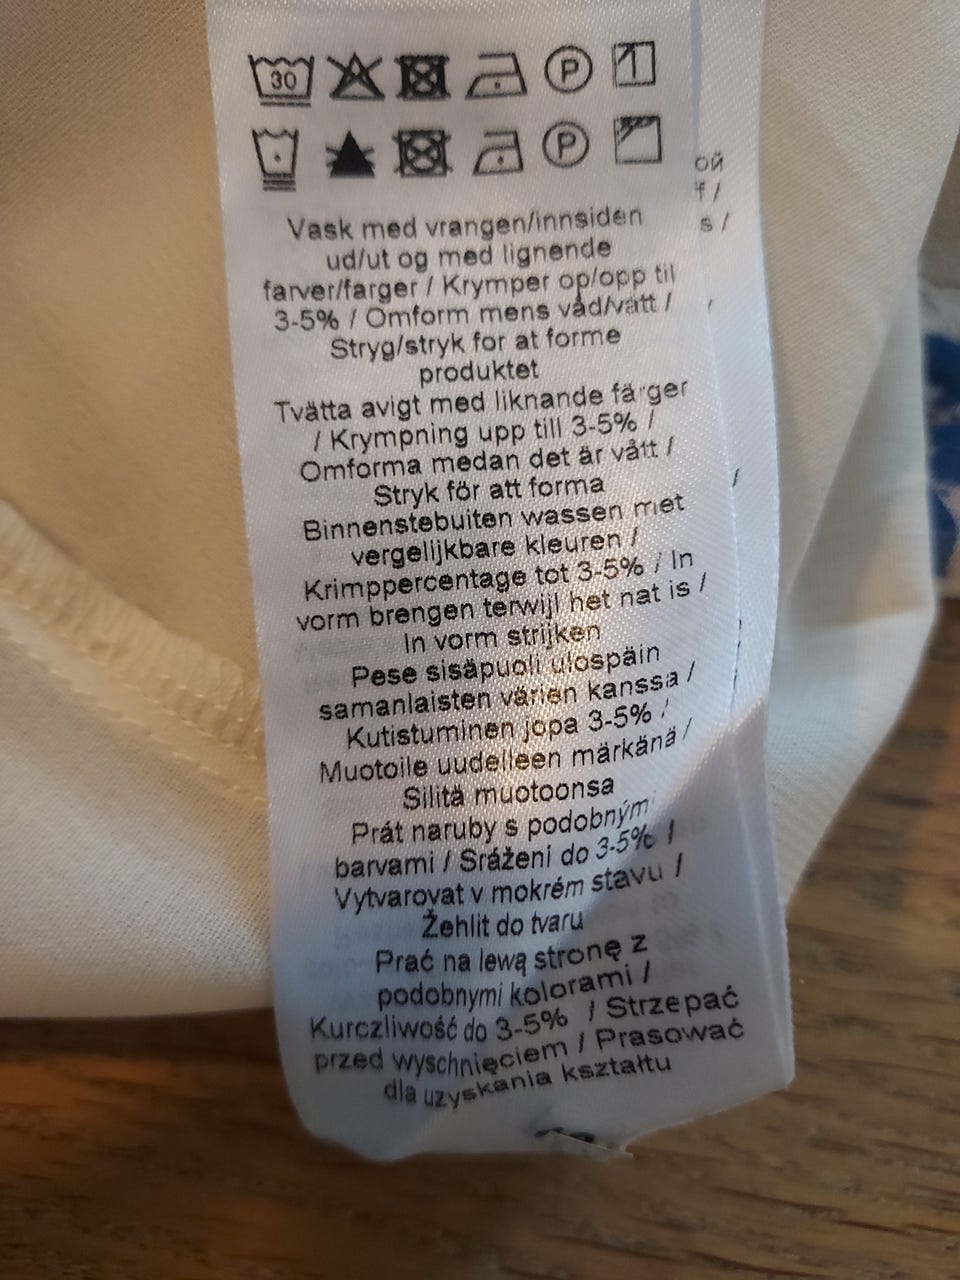 30
P
P
ой
f /
s /
Vask med vrangen/innsiden
ud/ut og med lignende
farver/farger / Krymper op/opp til
3-5% / Omform mens våd/vått /
Stryg/stryk for at forme
produktet
Tvätta avigt med liknande färger
/ Krympning upp till 3-5% /
Omforma medan det är vått /
Stryk för att forma
Binnenstebuiten wassen met
vergelijkbare kleuren /
Krimppercentage tot 3-5% / In
vorm brengen terwijl het nat is /
In vorm strijken
Pese sisäpuoli ulospäin
samanlaisten värien kanssa /
Kutistuminen jopa 3-5% /
Muotoile uudelleen märkänä /
Silitä muotoonsa
Prát naruby s podobnými
barvami / Srážení do 3-5% /
Vytvarovat v mokrém stavu /
Žehlit do tvaru
Prać na lewą stronę z
podobnymi kolorami /
Kurczliwość do 3-5% / Strzepać
przed wyschnięciem / Prasować
dla uzyskania kształtu